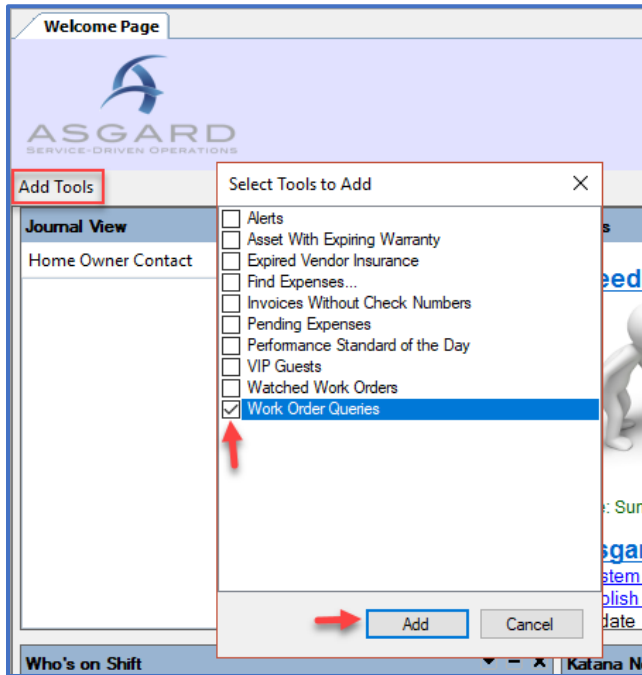 Welcome Page
ASGARD
SERVICE-DRIVEN OPERATIONS
Add Tools
Select Tools to Add
Journal View
Home Owner Contact
Alerts
Asset With Expiring Warranty
Expired Vendor Insurance
Find Expenses...
Invoices Without Check Numbers
Pending Expenses
Performance Standard of the Day
VIP Guests
Watched Work Orders
Work Order Queries
Add
Cancel
Who's on Shift
Katana